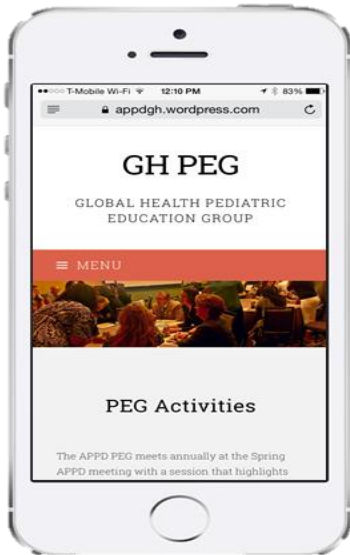 T-Mobile Wi-Fi 12:10 PM 83%
appdgh.wordpress.com
GH PEG
GLOBAL HEALTH PEDIATRIC
EDUCATION GROUP
MENU
PEG Activities
The APPD PEG meets annually at the Spring
APPD meeting with a session that highlights